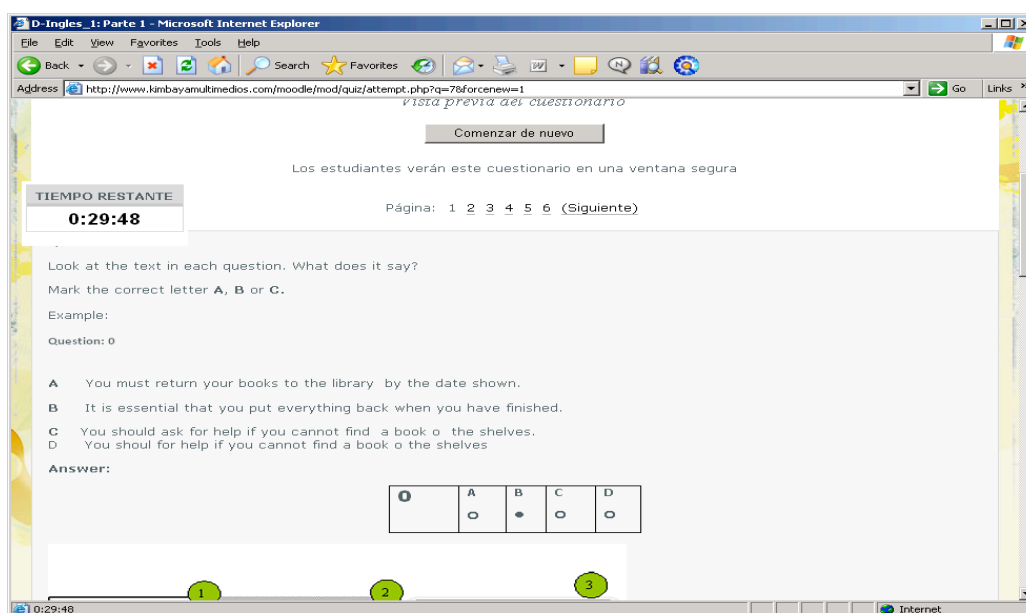 D-Ingles_1: Parte 1 - Microsoft Internet Explorer
File Edit View Favorites Tools Help
Back Search Favorites
Address http://www.kimbayamultimedios.com/moodle/mod/quiz/attempt.php?q=78&forcenew=1 Go Links
Vista previa del cuestionario
Comenzar de nuevo
Los estudiantes verán este cuestionario en una ventana segura
TIEMPO RESTANTE
0:29:48
Página: 1 2 3 4 5 6 (Siguiente)
Look at the text in each question. What does it say?
Mark the correct letter A, B or C.
Example:
Question: 0
A You must return your books to the library by the date shown.
B It is essential that you put everything back when you have finished.
C You should ask for help if you cannot find a book o the shelves.
D You shoul for help if you cannot find a book o the shelves
Answer:
0 A B C D
1 2 3
0:29:48 Internet